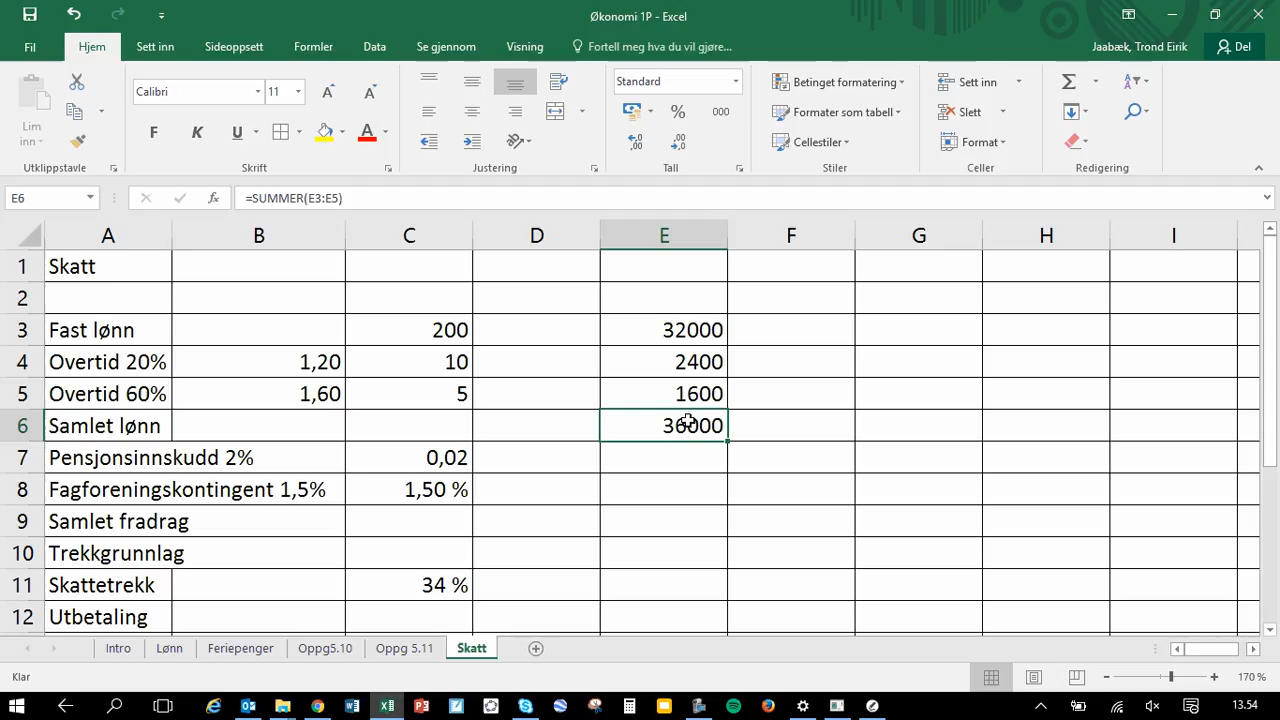 Økonomi 1P - Excel
Fil Hjem Sett inn Sideoppsett Formler Data Se gjennom Visning Fortell meg hva du vil gjøre... Jaabæk, Trond Eirik Del
Lim inn
Calibri 11
F K U A
Standard
% 000
Betinget formatering
Formater som tabell
Cellestiler
Sett inn
Slett
Format
Utklippstavle Skrift Justering Tall Stiler Celler Redigering
E6 fx =SUMMER(E3:E5)
A B C D E F G H I
1 Skatt
2
3 Fast lønn 200 32000
4 Overtid 20% 1,20 10 2400
5 Overtid 60% 1,60 5 1600
6 Samlet lønn 36000
7 Pensjonsinnskudd 2% 0,02
8 Fagforeningskontingent 1,5% 1,50 %
9 Samlet fradrag
10 Trekkgrunnlag
11 Skattetrekk 34 %
12 Utbetaling
Intro Lønn Feriepenger Oppg5.10 Oppg 5.11 Skatt
Klar 170 %
13.54